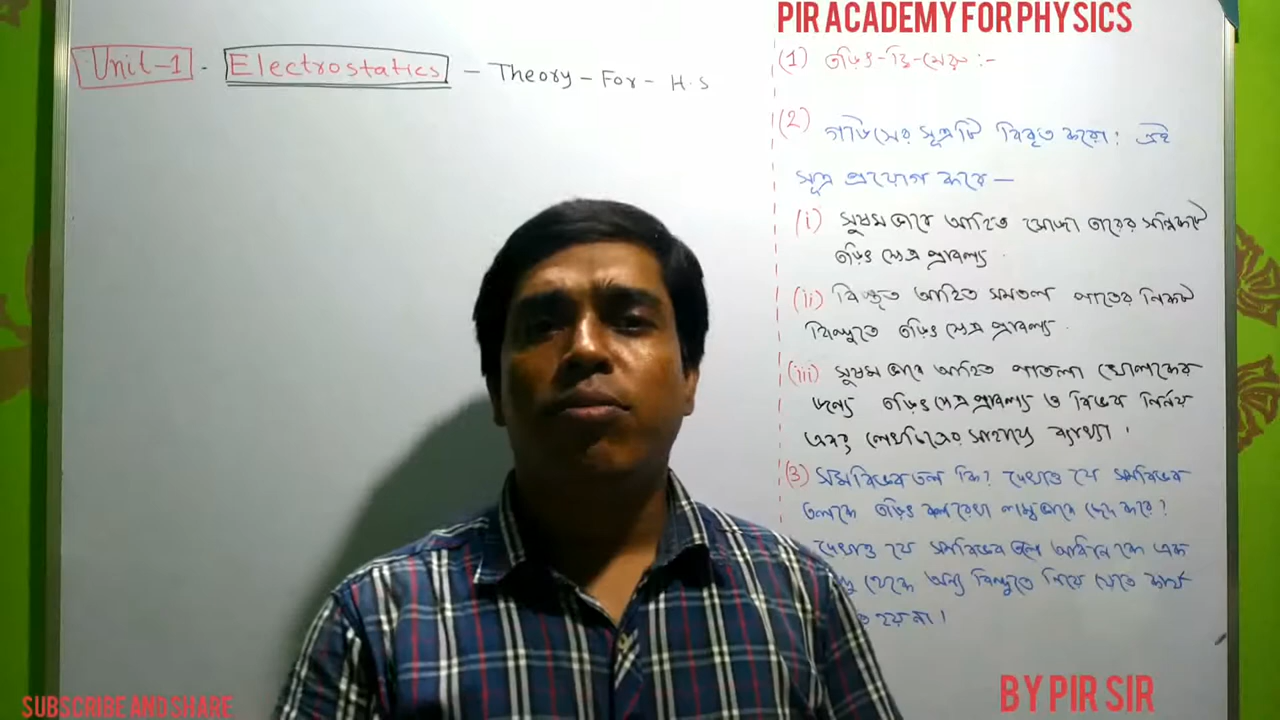 PIR ACADEMY FOR PHYSICS
Unit-1 - Electrostatics - Theory - For - H.S
(1) তড়িৎ-দ্বি-মেরু :-
(2) গাউসের সূত্রটি বিবৃত করো; এই
সূত্র প্রয়োগ করে —
(i) সুষমভাবে আহিত সোজা তারের সন্নিকটে
তড়িৎ ক্ষেত্র প্রাবল্য .
(ii) বিস্তৃত আহিত সমতল পাতের নিকট
বিন্দুতে তড়িৎ ক্ষেত্র প্রাবল্য .
(iii) সুষম ভাবে আহিত পাতলা গোলকের
জন্য তড়িৎ ক্ষেত্র প্রাবল্য ও বিভব নির্ণয়
এবং লেখচিত্রের সাহায্যে ব্যাখ্যা ।
(3) সমবিভবতল কি? দেখাও যে সমবিভব
তলকে তড়িৎ বলরেখা লম্বভাবে ছেদ করে?
দেখাও যে সমবিভব তলে আধানকে এক
থেকে অন্য বিন্দুতে নিয়ে যেতে কার্য
হয় না ।
SUBSCRIBE AND SHARE
BY PIR SIR